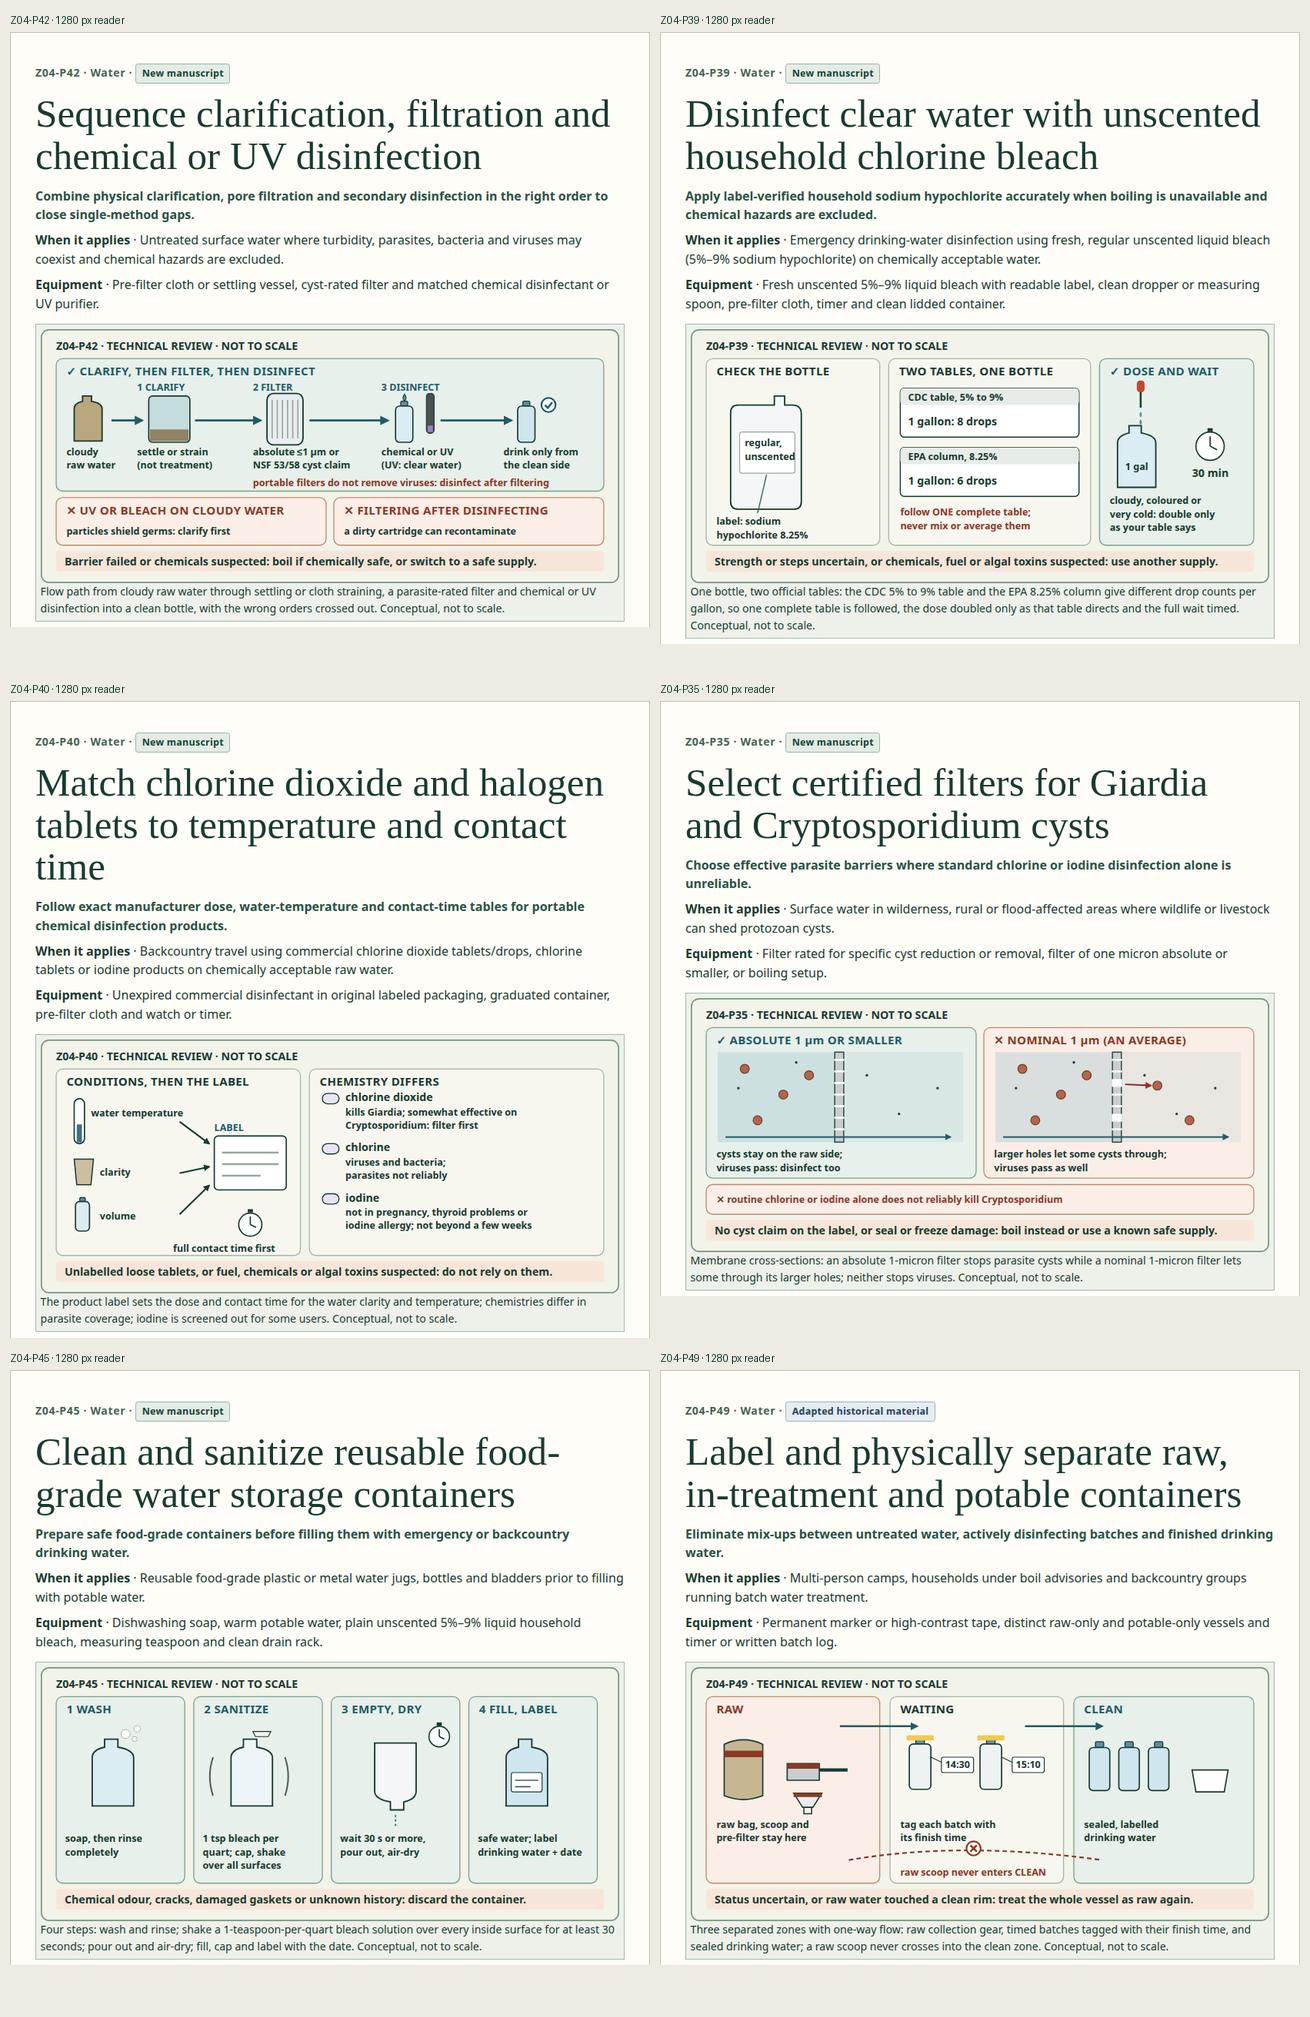 Z04-P42 · 1280 px reader
Z04-P42 · Water · New manuscript
Sequence clarification, filtration and
chemical or UV disinfection
Combine physical clarification, pore filtration and secondary disinfection in the right order to
close single-method gaps.
When it applies · Untreated surface water where turbidity, parasites, bacteria and viruses may
coexist and chemical hazards are excluded.
Equipment · Pre-filter cloth or settling vessel, cyst-rated filter and matched chemical disinfectant or
UV purifier.
Z04-P42 · TECHNICAL REVIEW · NOT TO SCALE
✓ CLARIFY, THEN FILTER, THEN DISINFECT
1 CLARIFY
2 FILTER
3 DISINFECT
cloudy
raw water
settle or strain
(not treatment)
absolute ≤1 µm or
NSF 53/58 cyst claim
chemical or UV
(UV: clear water)
drink only from
the clean side
portable filters do not remove viruses: disinfect after filtering
✕ UV OR BLEACH ON CLOUDY WATER
particles shield germs: clarify first
✕ FILTERING AFTER DISINFECTING
a dirty cartridge can recontaminate
Barrier failed or chemicals suspected: boil if chemically safe, or switch to a safe supply.
Flow path from cloudy raw water through settling or cloth straining, a parasite-rated filter and chemical or UV
disinfection into a clean bottle, with the wrong orders crossed out. Conceptual, not to scale.
Z04-P39 · 1280 px reader
Z04-P39 · Water · New manuscript
Disinfect clear water with unscented
household chlorine bleach
Apply label-verified household sodium hypochlorite accurately when boiling is unavailable and
chemical hazards are excluded.
When it applies · Emergency drinking-water disinfection using fresh, regular unscented liquid bleach
(5%–9% sodium hypochlorite) on chemically acceptable water.
Equipment · Fresh unscented 5%–9% liquid bleach with readable label, clean dropper or measuring
spoon, pre-filter cloth, timer and clean lidded container.
Z04-P39 · TECHNICAL REVIEW · NOT TO SCALE
CHECK THE BOTTLE
regular,
unscented
label: sodium
hypochlorite 8.25%
TWO TABLES, ONE BOTTLE
CDC table, 5% to 9%
1 gallon: 8 drops
EPA column, 8.25%
1 gallon: 6 drops
follow ONE complete table;
never mix or average them
✓ DOSE AND WAIT
1 gal
30 min
cloudy, coloured or
very cold: double only
as your table says
Strength or steps uncertain, or chemicals, fuel or algal toxins suspected: use another supply.
One bottle, two official tables: the CDC 5% to 9% table and the EPA 8.25% column give different drop counts per
gallon, so one complete table is followed, the dose doubled only as that table directs and the full wait timed.
Conceptual, not to scale.
Z04-P40 · 1280 px reader
Z04-P40 · Water · New manuscript
Match chlorine dioxide and halogen
tablets to temperature and contact
time
Follow exact manufacturer dose, water-temperature and contact-time tables for portable
chemical disinfection products.
When it applies · Backcountry travel using commercial chlorine dioxide tablets/drops, chlorine
tablets or iodine products on chemically acceptable raw water.
Equipment · Unexpired commercial disinfectant in original labeled packaging, graduated container,
pre-filter cloth and watch or timer.
Z04-P40 · TECHNICAL REVIEW · NOT TO SCALE
CONDITIONS, THEN THE LABEL
water temperature
LABEL
clarity
volume
full contact time first
CHEMISTRY DIFFERS
chlorine dioxide
kills Giardia; somewhat effective on
Cryptosporidium: filter first
chlorine
viruses and bacteria;
parasites not reliably
iodine
not in pregnancy, thyroid problems or
iodine allergy; not beyond a few weeks
Unlabelled loose tablets, or fuel, chemicals or algal toxins suspected: do not rely on them.
The product label sets the dose and contact time for the water clarity and temperature; chemistries differ in
parasite coverage; iodine is screened out for some users. Conceptual, not to scale.
Z04-P35 · 1280 px reader
Z04-P35 · Water · New manuscript
Select certified filters for Giardia
and Cryptosporidium cysts
Choose effective parasite barriers where standard chlorine or iodine disinfection alone is
unreliable.
When it applies · Surface water in wilderness, rural or flood-affected areas where wildlife or livestock
can shed protozoan cysts.
Equipment · Filter rated for specific cyst reduction or removal, filter of one micron absolute or
smaller, or boiling setup.
Z04-P35 · TECHNICAL REVIEW · NOT TO SCALE
✓ ABSOLUTE 1 µm OR SMALLER
cysts stay on the raw side;
viruses pass: disinfect too
✕ NOMINAL 1 µm (AN AVERAGE)
larger holes let some cysts through;
viruses pass as well
✕ routine chlorine or iodine alone does not reliably kill Cryptosporidium
No cyst claim on the label, or seal or freeze damage: boil instead or use a known safe supply.
Membrane cross-sections: an absolute 1-micron filter stops parasite cysts while a nominal 1-micron filter lets
some through its larger holes; neither stops viruses. Conceptual, not to scale.
Z04-P45 · 1280 px reader
Z04-P45 · Water · New manuscript
Clean and sanitize reusable food-
grade water storage containers
Prepare safe food-grade containers before filling them with emergency or backcountry
drinking water.
When it applies · Reusable food-grade plastic or metal water jugs, bottles and bladders prior to filling
with potable water.
Equipment · Dishwashing soap, warm potable water, plain unscented 5%–9% liquid household
bleach, measuring teaspoon and clean drain rack.
Z04-P45 · TECHNICAL REVIEW · NOT TO SCALE
1 WASH
soap, then rinse
completely
2 SANITIZE
1 tsp bleach per
quart; cap, shake
over all surfaces
3 EMPTY, DRY
wait 30 s or more,
pour out, air-dry
4 FILL, LABEL
safe water; label
drinking water + date
Chemical odour, cracks, damaged gaskets or unknown history: discard the container.
Four steps: wash and rinse; shake a 1-teaspoon-per-quart bleach solution over every inside surface for at least 30
seconds; pour out and air-dry; fill, cap and label with the date. Conceptual, not to scale.
Z04-P49 · 1280 px reader
Z04-P49 · Water · Adapted historical material
Label and physically separate raw,
in-treatment and potable containers
Eliminate mix-ups between untreated water, actively disinfecting batches and finished drinking
water.
When it applies · Multi-person camps, households under boil advisories and backcountry groups
running batch water treatment.
Equipment · Permanent marker or high-contrast tape, distinct raw-only and potable-only vessels and
timer or written batch log.
Z04-P49 · TECHNICAL REVIEW · NOT TO SCALE
RAW
raw bag, scoop and
pre-filter stay here
WAITING
14:30
15:10
tag each batch with
its finish time
raw scoop never enters CLEAN
CLEAN
sealed, labelled
drinking water
Status uncertain, or raw water touched a clean rim: treat the whole vessel as raw again.
Three separated zones with one-way flow: raw collection gear, timed batches tagged with their finish time, and
sealed drinking water; a raw scoop never crosses into the clean zone. Conceptual, not to scale.